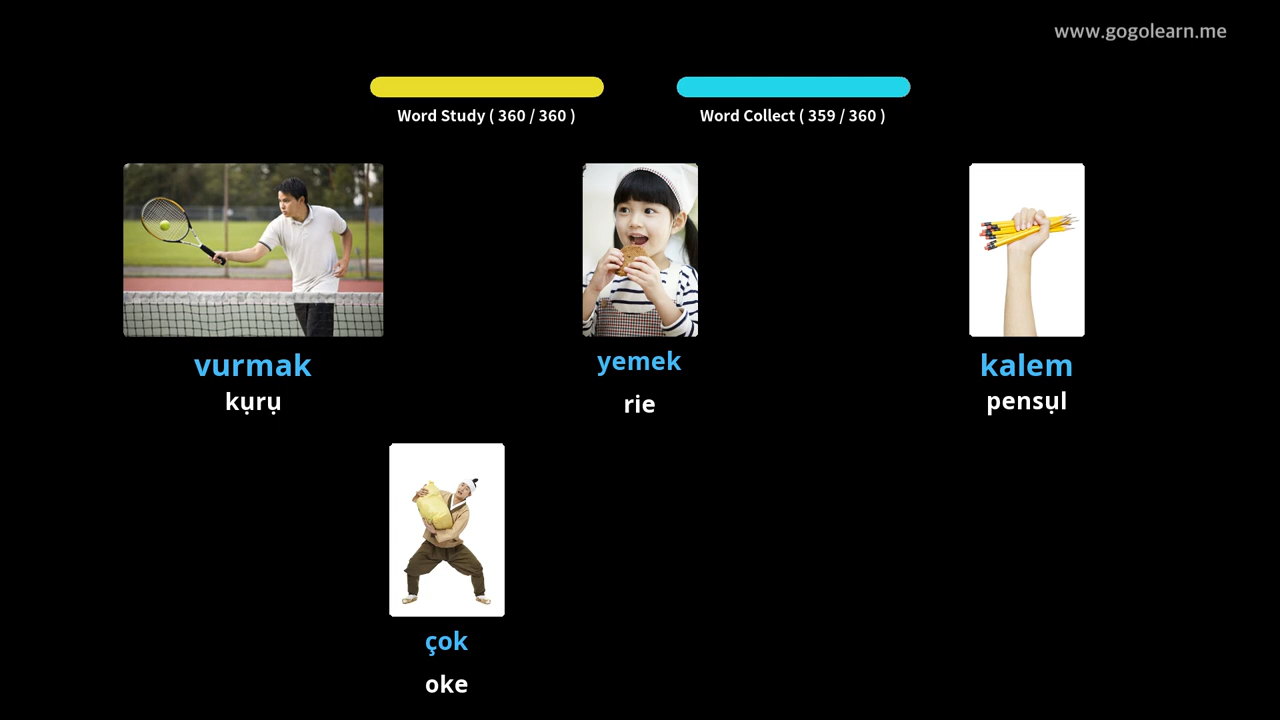 www.gogolearn.me
Word Study ( 360 / 360 )
Word Collect ( 359 / 360 )
vurmak
kụrụ
yemek
rie
kalem
pensụl
çok
oke